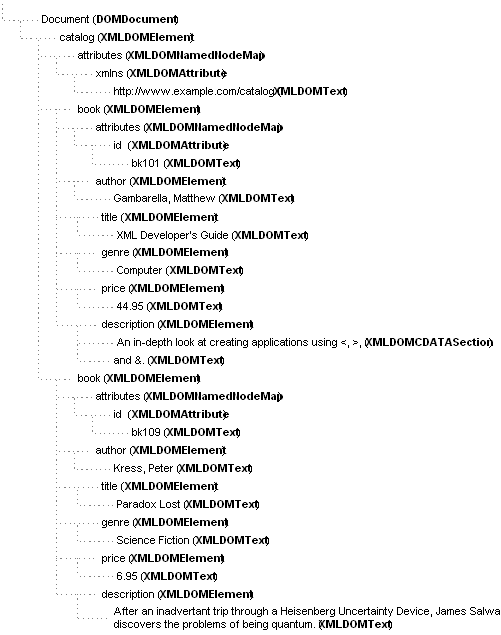 Document (DOMDocument)
catalog (XMLDOMElement)
attributes (XMLDOMNamedNodeMap)
xmlns (XMLDOMAttribute)
http://www.example.com/catalog(XMLDOMText)
book (XMLDOMElement)
attributes (XMLDOMNamedNodeMap)
id (XMLDOMAttribute)
bk101 (XMLDOMText)
author (XMLDOMElement)
Gambarella, Matthew (XMLDOMText)
title (XMLDOMElement)
XML Developer's Guide (XMLDOMText)
genre (XMLDOMElement)
Computer (XMLDOMText)
price (XMLDOMElement)
44.95 (XMLDOMText)
description (XMLDOMElement)
An in-depth look at creating applications using <, >, (XMLDOMCDATASection)
and &. (XMLDOMText)
book (XMLDOMElement)
attributes (XMLDOMNamedNodeMap)
id (XMLDOMAttribute)
bk109 (XMLDOMText)
author (XMLDOMElement)
Kress, Peter (XMLDOMText)
title (XMLDOMElement)
Paradox Lost (XMLDOMText)
genre (XMLDOMElement)
Science Fiction (XMLDOMText)
price (XMLDOMElement)
6.95 (XMLDOMText)
description (XMLDOMElement)
After an inadvertant trip through a Heisenberg Uncertainty Device, James Salwa
discovers the problems of being quantum. (XMLDOMText)